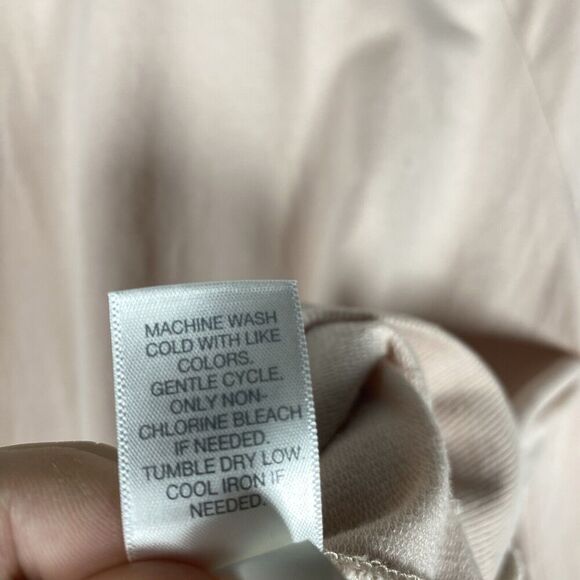 MACHINE WASH
COLD WITH LIKE
COLORS.
GENTLE CYCLE.
ONLY NON-
CHLORINE BLEACH
IF NEEDED.
TUMBLE DRY LOW
COOL IRON IF
NEEDED.